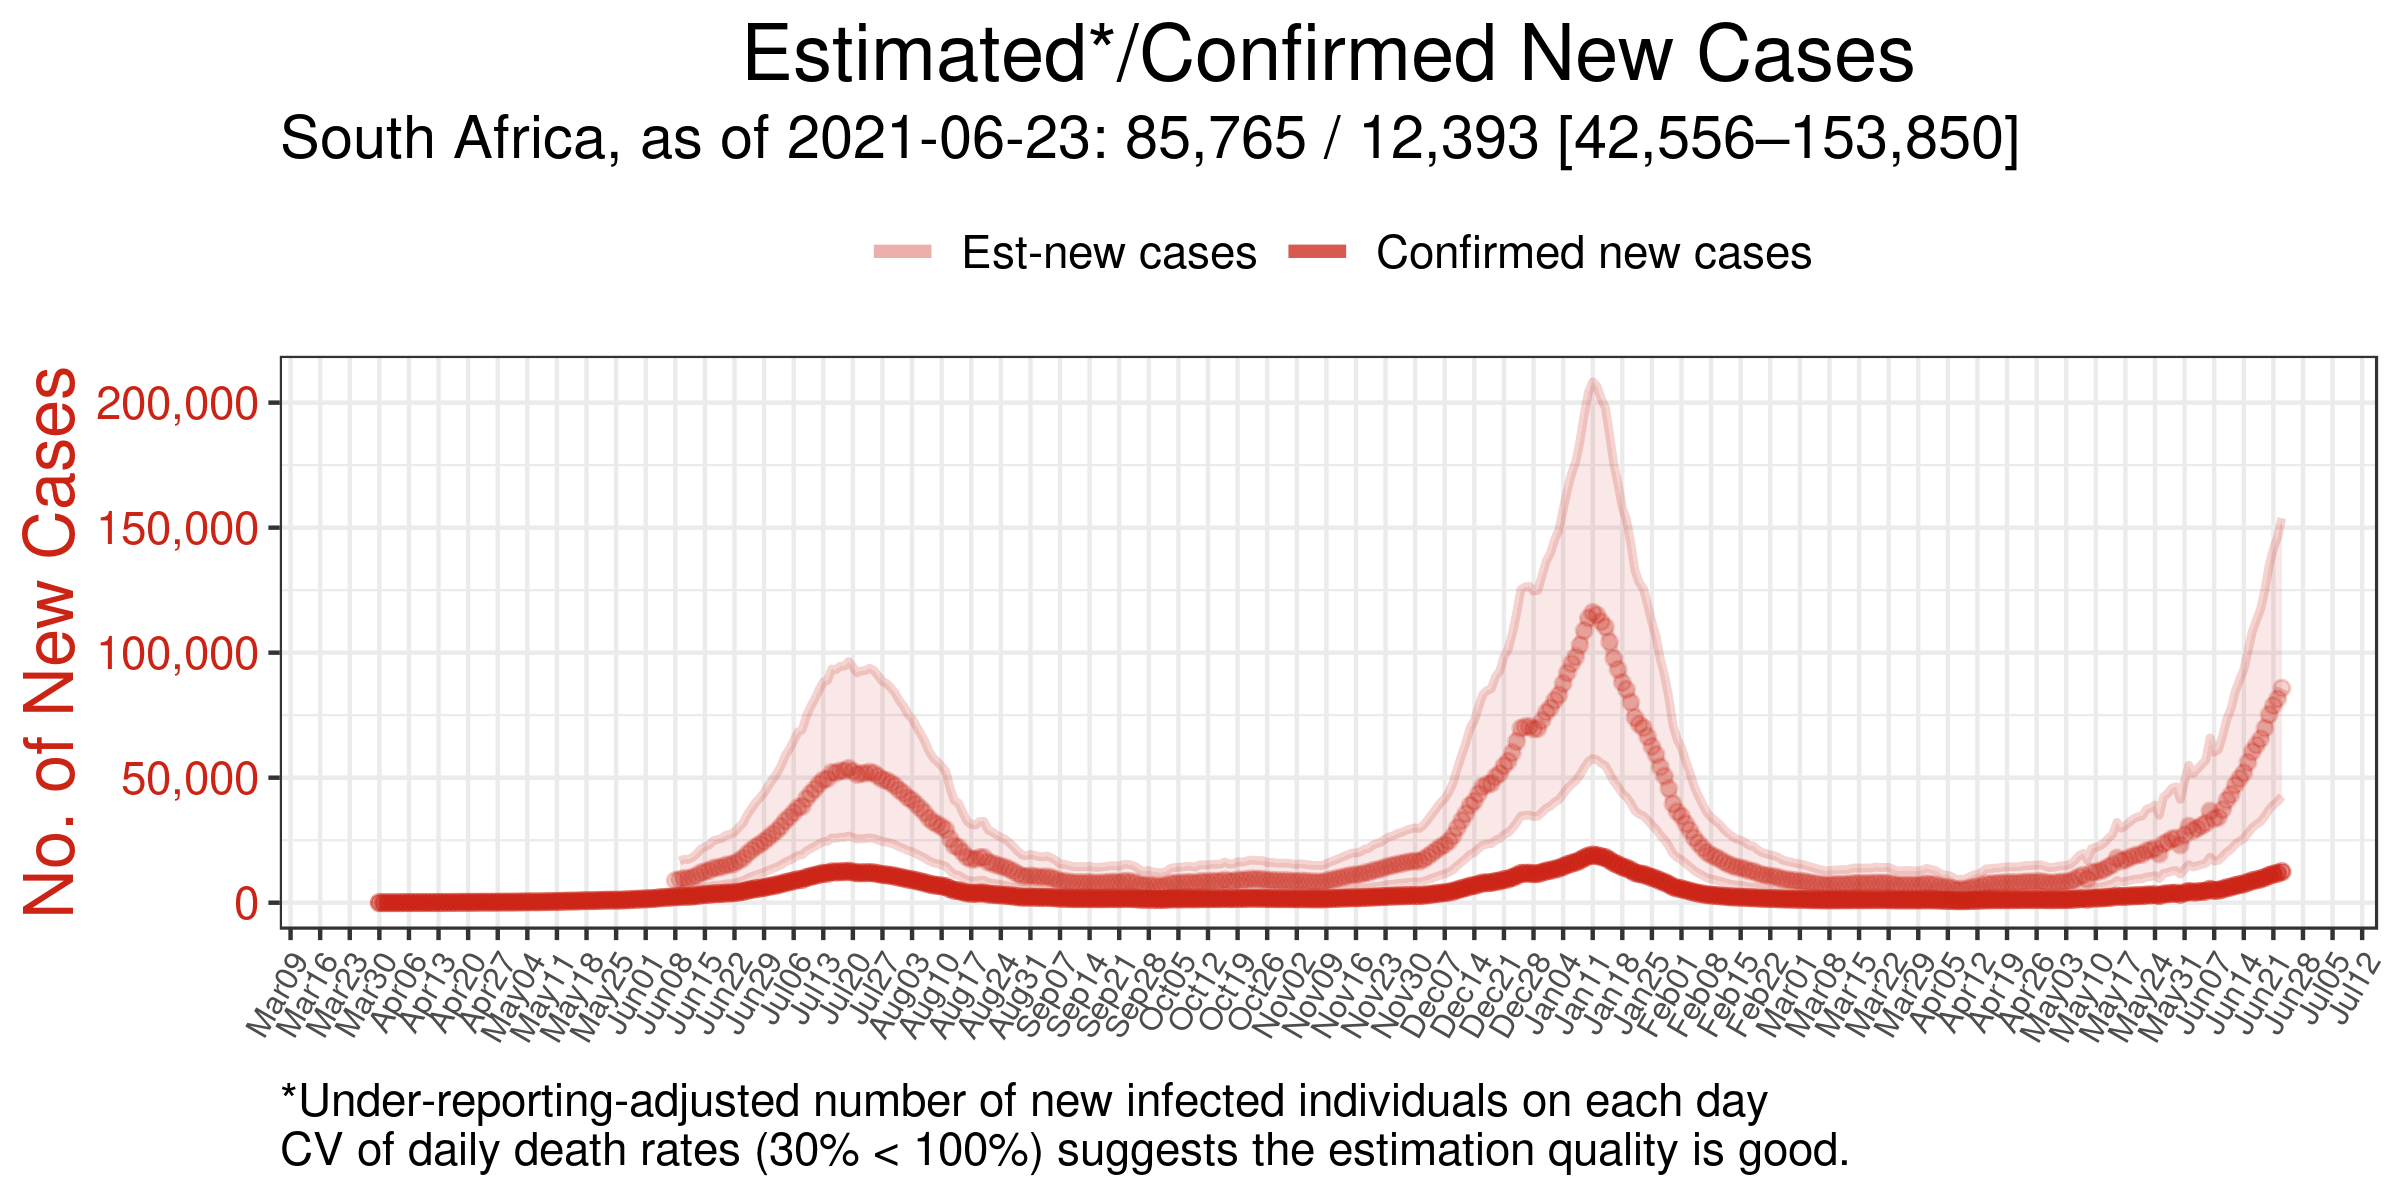 Estimated*/Confirmed New Cases
South Africa, as of 2021-06-23: 85,765 / 12,393 [42,556–153,850]
Est-new cases Confirmed new cases
No. of New Cases
200,000
150,000
100,000
50,000
0
Mar09 Mar16 Mar23 Mar30 Apr06 Apr13 Apr20 Apr27 May04 May11 May18 May25 Jun01 Jun08 Jun15 Jun22 Jun29 Jul06 Jul13 Jul20 Jul27 Aug03 Aug10 Aug17 Aug24 Aug31 Sep07 Sep14 Sep21 Sep28 Oct05 Oct12 Oct19 Oct26 Nov02 Nov09 Nov16 Nov23 Nov30 Dec07 Dec14 Dec21 Dec28 Jan04 Jan11 Jan18 Jan25 Feb01 Feb08 Feb15 Feb22 Mar01 Mar08 Mar15 Mar22 Mar29 Apr05 Apr12 Apr19 Apr26 May03 May10 May17 May24 May31 Jun07 Jun14 Jun21 Jun28 Jul05 Jul12
*Under-reporting-adjusted number of new infected individuals on each day
CV of daily death rates (30% < 100%) suggests the estimation quality is good.